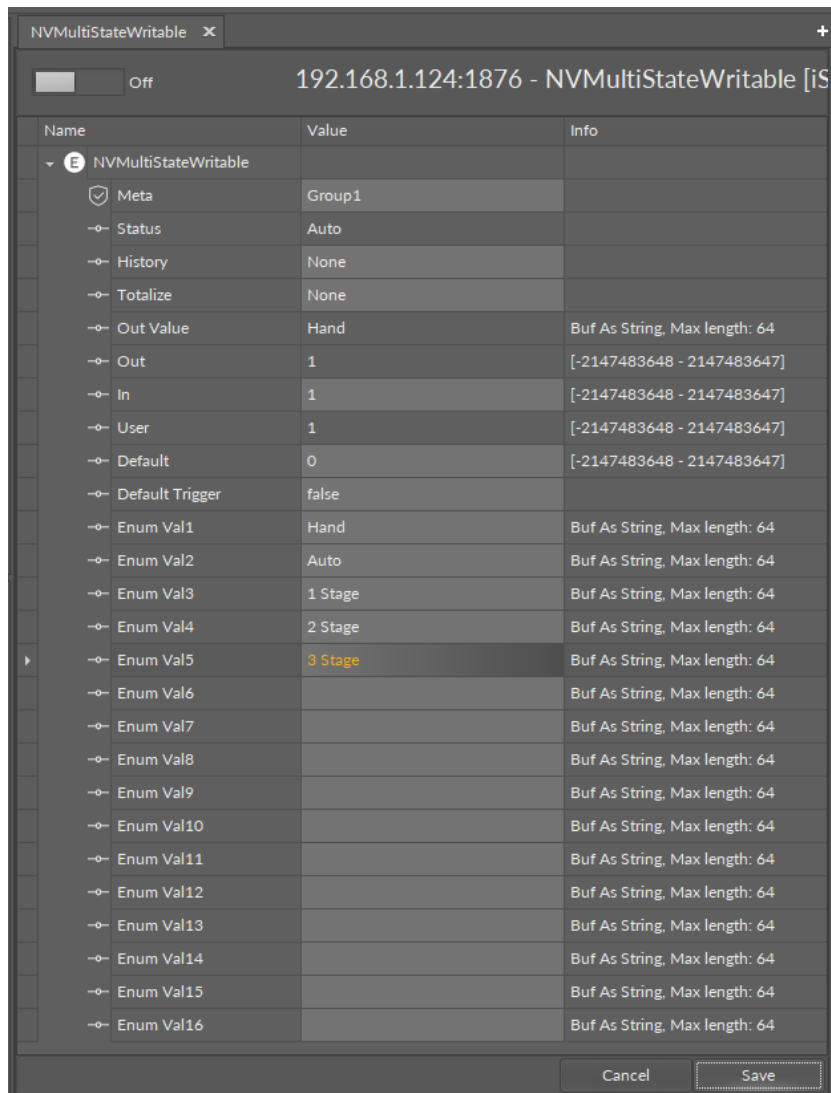 NVMultiStateWritable
Off 192.168.1.124:1876 - NVMultiStateWritable [iS
Name Value Info
E NVMultiStateWritable
Meta Group1
Status Auto
History None
Totalize None
Out Value Hand Buf As String, Max length: 64
Out 1 [-2147483648 - 2147483647]
In 1 [-2147483648 - 2147483647]
User 1 [-2147483648 - 2147483647]
Default 0 [-2147483648 - 2147483647]
Default Trigger false
Enum Val1 Hand Buf As String, Max length: 64
Enum Val2 Auto Buf As String, Max length: 64
Enum Val3 1 Stage Buf As String, Max length: 64
Enum Val4 2 Stage Buf As String, Max length: 64
Enum Val5 3 Stage Buf As String, Max length: 64
Enum Val6 Buf As String, Max length: 64
Enum Val7 Buf As String, Max length: 64
Enum Val8 Buf As String, Max length: 64
Enum Val9 Buf As String, Max length: 64
Enum Val10 Buf As String, Max length: 64
Enum Val11 Buf As String, Max length: 64
Enum Val12 Buf As String, Max length: 64
Enum Val13 Buf As String, Max length: 64
Enum Val14 Buf As String, Max length: 64
Enum Val15 Buf As String, Max length: 64
Enum Val16 Buf As String, Max length: 64
Cancel Save